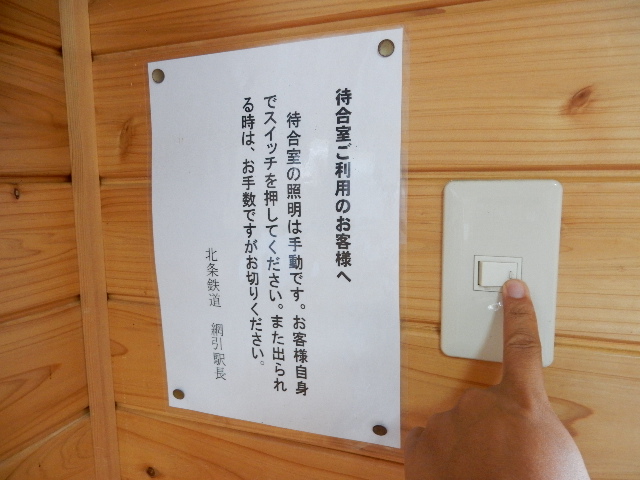 待合室ご利用のお客様へ
待合室の照明は手動です。お客様自身
でスイッチを押してください。また出られ
る時は、お手数ですがお切りください。
北条鉄道　網引駅長